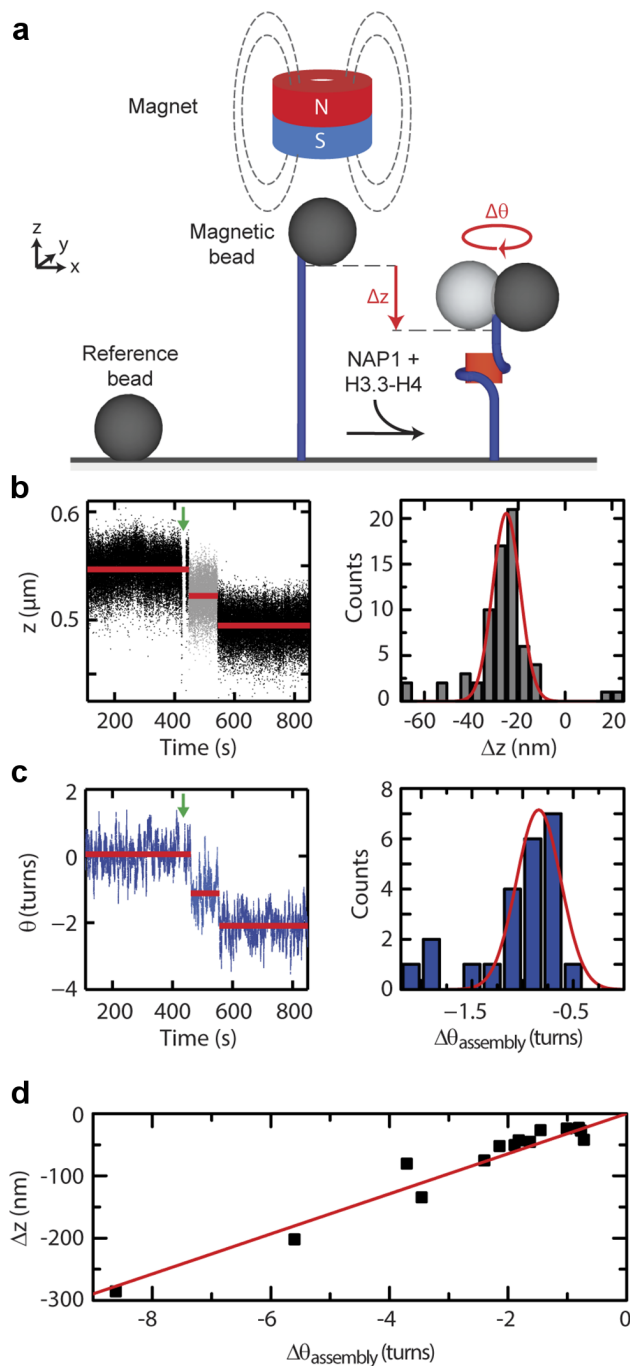 a
Magnet
N
S
z
y
x
Magnetic
bead
Δθ
Δz
Reference
bead
NAP1 +
H3.3-H4
b
0.6
0.5
z (μm)
200 400 600 800
Time (s)
20
15
10
5
0
Counts
-60 -40 -20 0 20
Δz (nm)
c
2
0
−2
−4
θ (turns)
200 400 600 800
Time (s)
8
6
4
2
0
Counts
−1.5 −0.5
Δθassembly (turns)
d
0
-100
-200
-300
Δz (nm)
-8 -6 -4 -2 0
Δθassembly (turns)